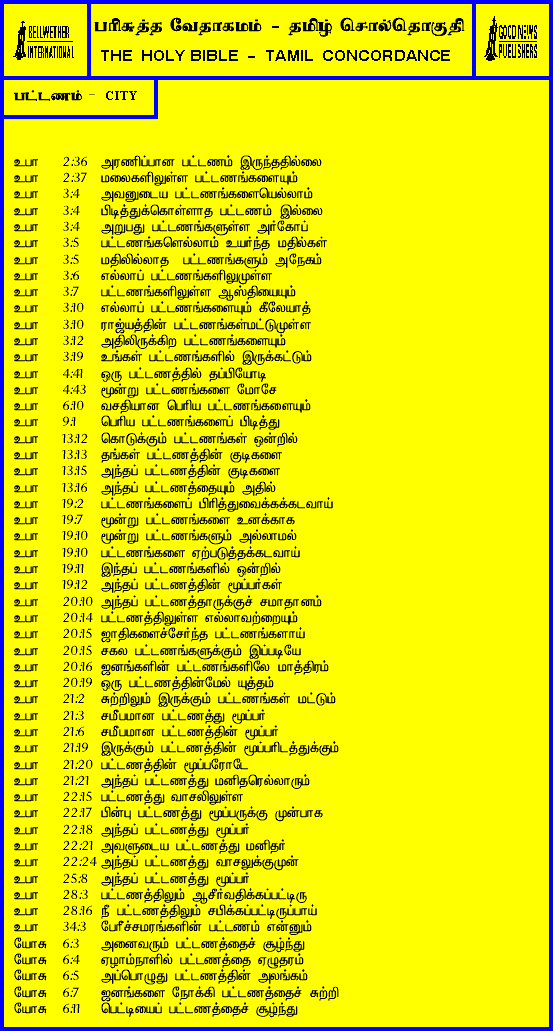 BELLWETHER
INTERNATIONAL
பரிசுத்த வேதாகமம் - தமிழ் சொல்தொகுதி
THE HOLY BIBLE - TAMIL CONCORDANCE
GOOD NEWS
PUBLISHERS
பட்டணம் - CITY
உபா 2:36 அரணிப்பான பட்டணம் இருந்ததில்லை
உபா 2:37 மலைகளிலுள்ள பட்டணங்களையும்
உபா 3:4 அவனுடைய பட்டணங்களையெல்லாம்
உபா 3:4 பிடித்துக்கொள்ளாத பட்டணம் இல்லை
உபா 3:4 அறுபது பட்டணங்களுள்ள அர்கோப்
உபா 3:5 பட்டணங்களெல்லாம் உயர்ந்த மதில்கள்
உபா 3:5 மதிலில்லாத பட்டணங்களும் அநேகம்
உபா 3:6 எல்லாப் பட்டணங்களிலுமுள்ள
உபா 3:7 பட்டணங்களிலுள்ள ஆஸ்தியையும்
உபா 3:10 எல்லாப் பட்டணங்களையும் கீலேயாத்
உபா 3:10 ராஜ்யத்தின் பட்டணங்கள்மட்டுமுள்ள
உபா 3:12 அதிலிருக்கிற பட்டணங்களையும்
உபா 3:19 உங்கள் பட்டணங்களில் இருக்கட்டும்
உபா 4:41 ஒரு பட்டணத்தில் தப்பியோடி
உபா 4:43 மூன்று பட்டணங்களை மோசே
உபா 6:10 வசதியான பெரிய பட்டணங்களையும்
உபா 9:1 பெரிய பட்டணங்களைப் பிடித்து
உபா 13:12 கொடுக்கும் பட்டணங்கள் ஒன்றில்
உபா 13:13 தங்கள் பட்டணத்தின் குடிகளை
உபா 13:15 அந்தப் பட்டணத்தின் குடிகளை
உபா 13:16 அந்தப் பட்டணத்தையும் அதில்
உபா 19:2 பட்டணங்களைப் பிரித்துவைக்கக்கடவாய்
உபா 19:7 மூன்று பட்டணங்களை உனக்காக
உபா 19:10 மூன்று பட்டணங்களும் அல்லாமல்
உபா 19:10 பட்டணங்களை ஏற்படுத்தக்கடவாய்
உபா 19:11 இந்தப் பட்டணங்களில் ஒன்றில்
உபா 19:12 அந்தப் பட்டணத்தின் மூப்பர்கள்
உபா 20:10 அந்தப் பட்டணத்தாருக்குச் சமாதானம்
உபா 20:14 பட்டணத்திலுள்ள எல்லாவற்றையும்
உபா 20:15 ஜாதிகளைச்சேர்ந்த பட்டணங்களாய்
உபா 20:15 சகல பட்டணங்களுக்கும் இப்படியே
உபா 20:16 ஜனங்களின் பட்டணங்களிலே மாத்திரம்
உபா 20:19 ஒரு பட்டணத்தின்மேல் யுத்தம்
உபா 21:2 சுற்றிலும் இருக்கும் பட்டணங்கள் மட்டும்
உபா 21:3 சமீபமான பட்டணத்து மூப்பர்
உபா 21:6 சமீபமான பட்டணத்தின் மூப்பர்
உபா 21:19 இருக்கும் பட்டணத்தின் மூப்பரிடத்துக்கும்
உபா 21:20 பட்டணத்தின் மூப்பரோடே
உபா 21:21 அந்தப் பட்டணத்து மனிதரெல்லாரும்
உபா 22:15 பட்டணத்து வாசலிலுள்ள
உபா 22:17 பின்பு பட்டணத்து மூப்பருக்கு முன்பாக
உபா 22:18 அந்தப் பட்டணத்து மூப்பர்
உபா 22:21 அவளுடைய பட்டணத்து மனிதர்
உபா 22:24 அந்தப் பட்டணத்து வாசலுக்குமுன்
உபா 25:8 அந்தப் பட்டணத்து மூப்பர்
உபா 28:3 பட்டணத்திலும் ஆசீர்வதிக்கப்பட்டிரு
உபா 28:16 நீ பட்டணத்திலும் சபிக்கப்பட்டிருப்பாய்
உபா 34:3 பேரீச்சமரங்களின் பட்டணம் என்னும்
யோசு 6:3 அனைவரும் பட்டணத்தைச் சூழ்ந்து
யோசு 6:4 ஏழாம்நாளில் பட்டணத்தை ஏழுதரம்
யோசு 6:5 அப்பொழுது பட்டணத்தின் அலங்கம்
யோசு 6:7 ஜனங்களை நோக்கி பட்டணத்தைச் சுற்றி
யோசு 6:11 பெட்டியைப் பட்டணத்தைச் சூழ்ந்து